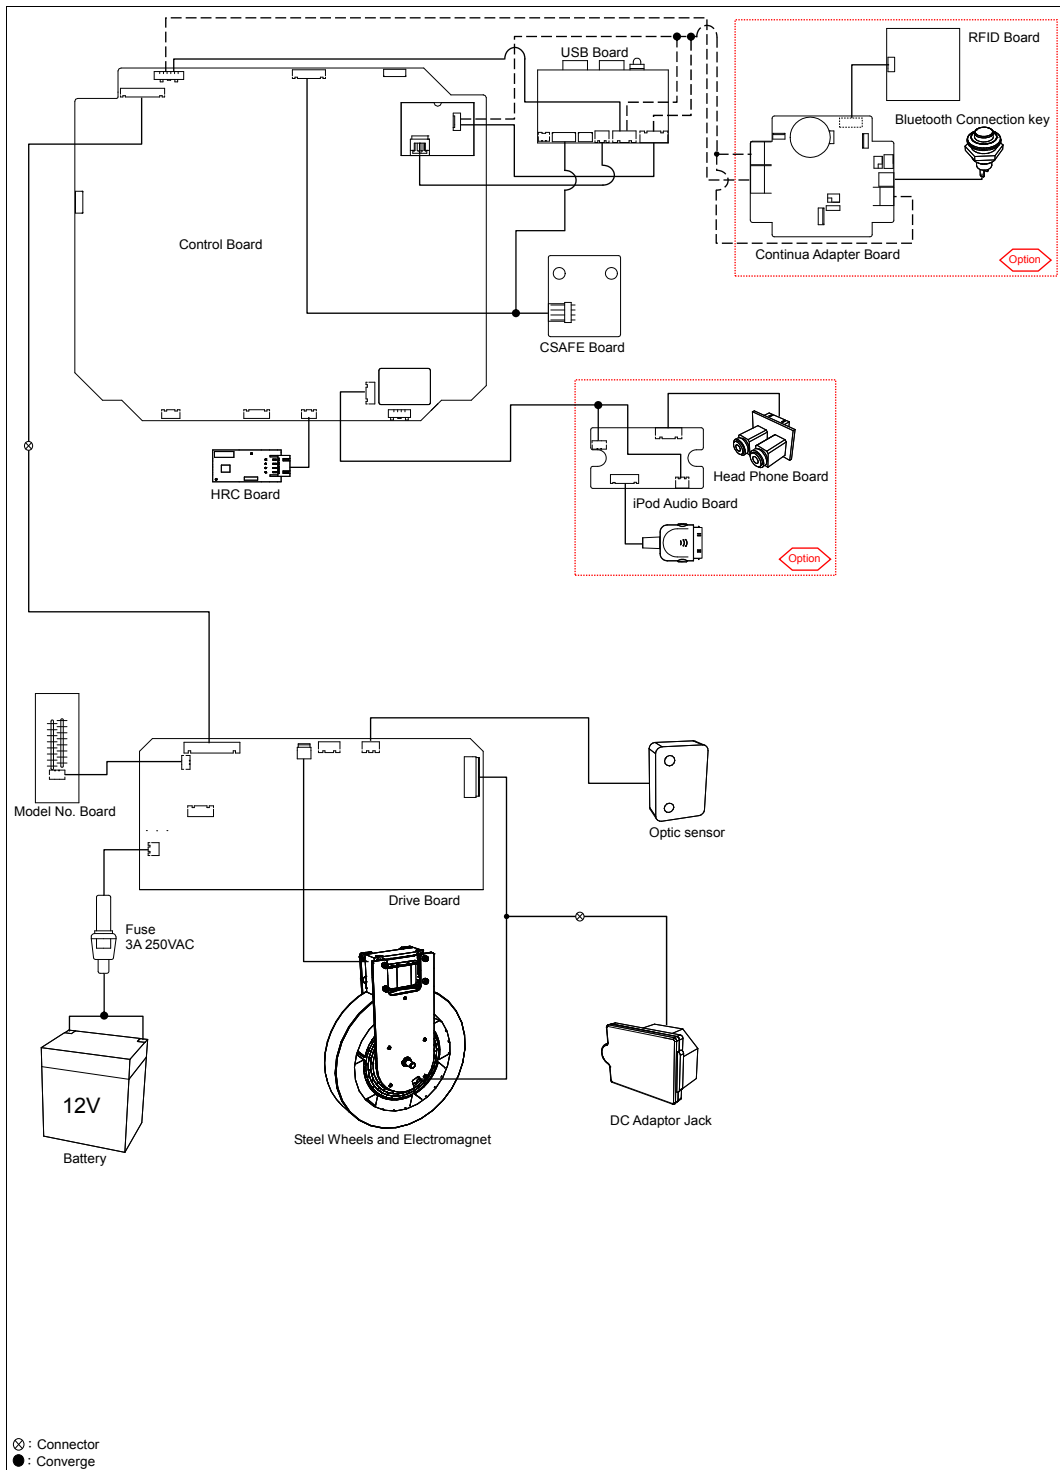 USB Board
RFID Board
Bluetooth Connection key
Control Board
Continua Adapter Board
Option
CSAFE Board
HRC Board
Head Phone Board
iPod Audio Board
Option
Model No. Board
Optic sensor
Drive Board
Fuse
3A 250VAC
12V
Battery
Steel Wheels and Electromagnet
DC Adaptor Jack
: Connector
: Converge